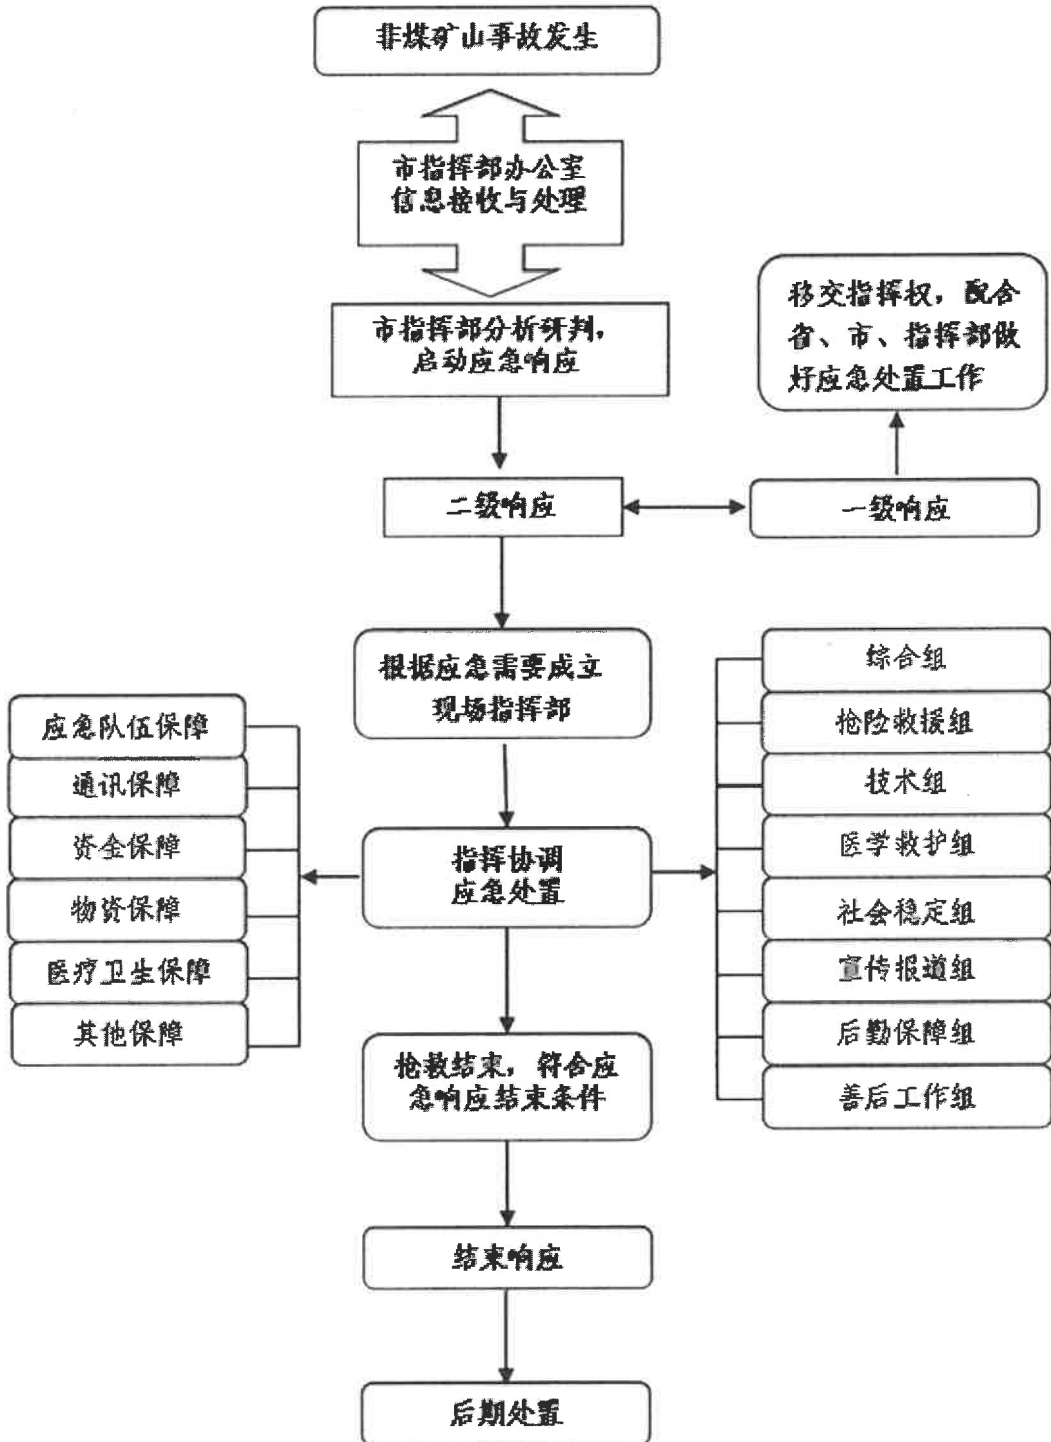 非煤矿山事故发生
市指挥部办公室
信息接收与处理
市指挥部分析研判，
启动应急响应
移交指挥权，配合
省、市、指挥部做
好应急处置工作
二级响应
一级响应
根据应急需要成立
现场指挥部
应急队伍保障
通讯保障
资金保障
物资保障
医疗卫生保障
其他保障
指挥协调
应急处置
综合组
抢险救援组
技术组
医学救护组
社会稳定组
宣传报道组
后勤保障组
善后工作组
抢救结束，符合应
急响应结束条件
结束响应
后期处置